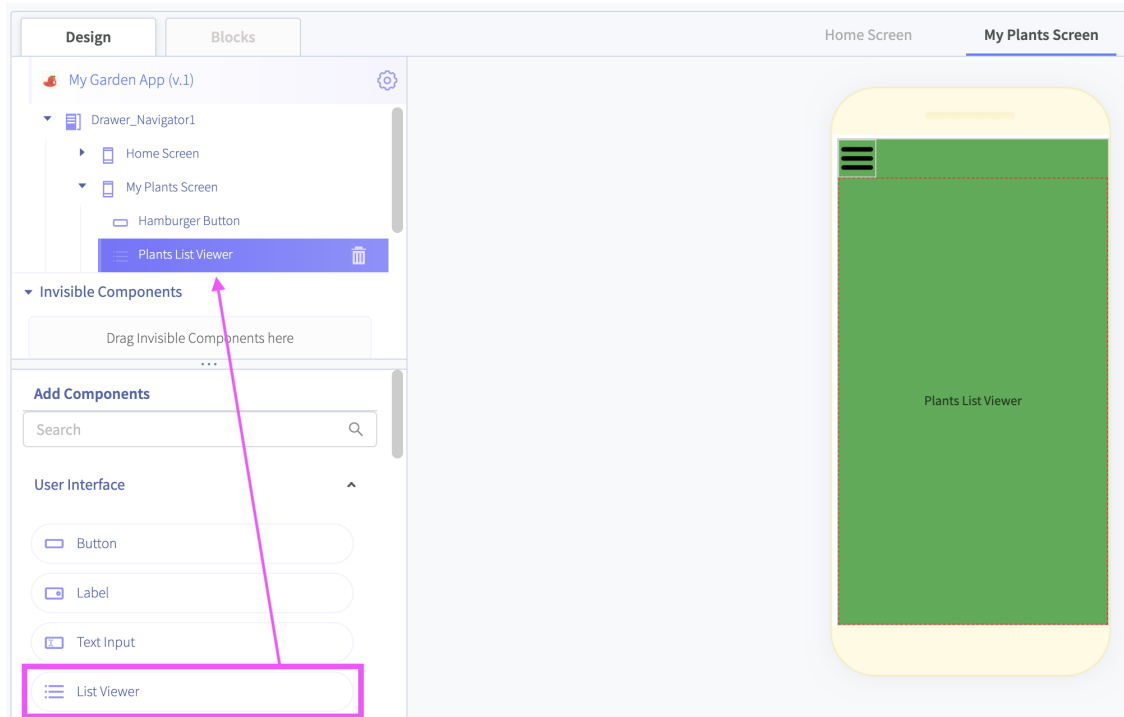 Design
Blocks
Home Screen
My Plants Screen
My Garden App (v.1)
Drawer_Navigator1
Home Screen
My Plants Screen
Hamburger Button
Plants List Viewer
Invisible Components
Drag Invisible Components here
Add Components
Search
User Interface
Button
Label
Text Input
List Viewer
Plants List Viewer